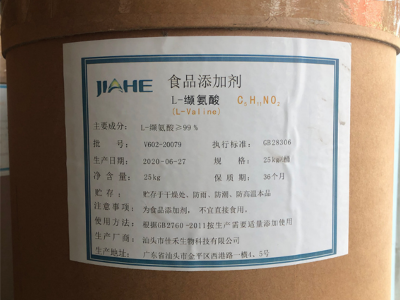 JIAHE
食品添加剂
L-缬氨酸 C₅H₁₁NO₂
(L-Valine)
主要成分: L-缬氨酸≥99%
批 号: V602-20079 执行标准: GB28306
生产日期: 2020-06-27 规 格: 25kg/桶
净 含 量: 25kg 保 质 期: 36个月
贮 存: 贮存于干燥处、防雨、防潮、防高温本品
注意事项: 为食品添加剂, 不宜直接食用。
使用方法: 根据GB2760-2011按生产需要适量添加使用
生产厂商: 汕头市佳禾生物科技有限公司
生产地址: 广东省汕头市金平区西港路一横4,5号